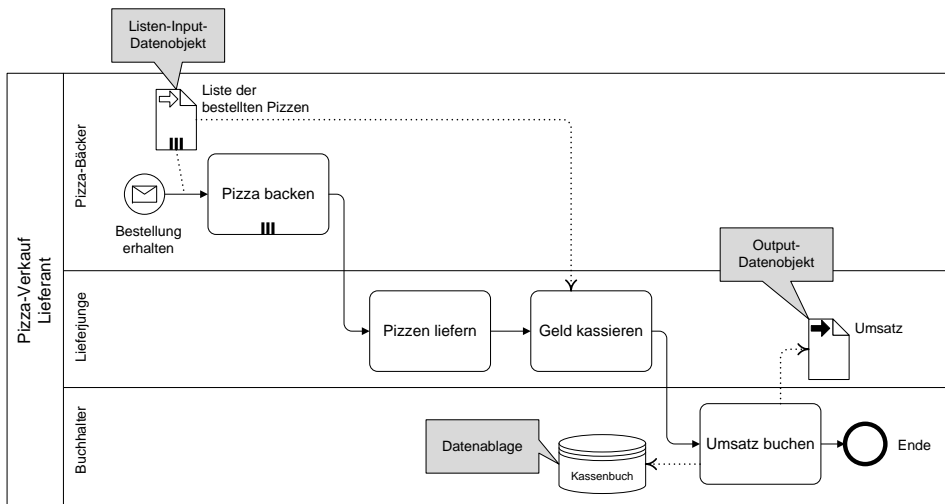 Listen-Input-
Datenobjekt
Liste der
bestellten Pizzen
Pizza-Bäcker
Pizza backen
Bestellung
erhalten
Pizza-Verkauf
Lieferant
Output-
Datenobjekt
Lieferjunge
Pizzen liefern
Geld kassieren
Umsatz
Buchhalter
Datenablage
Kassenbuch
Umsatz buchen
Ende